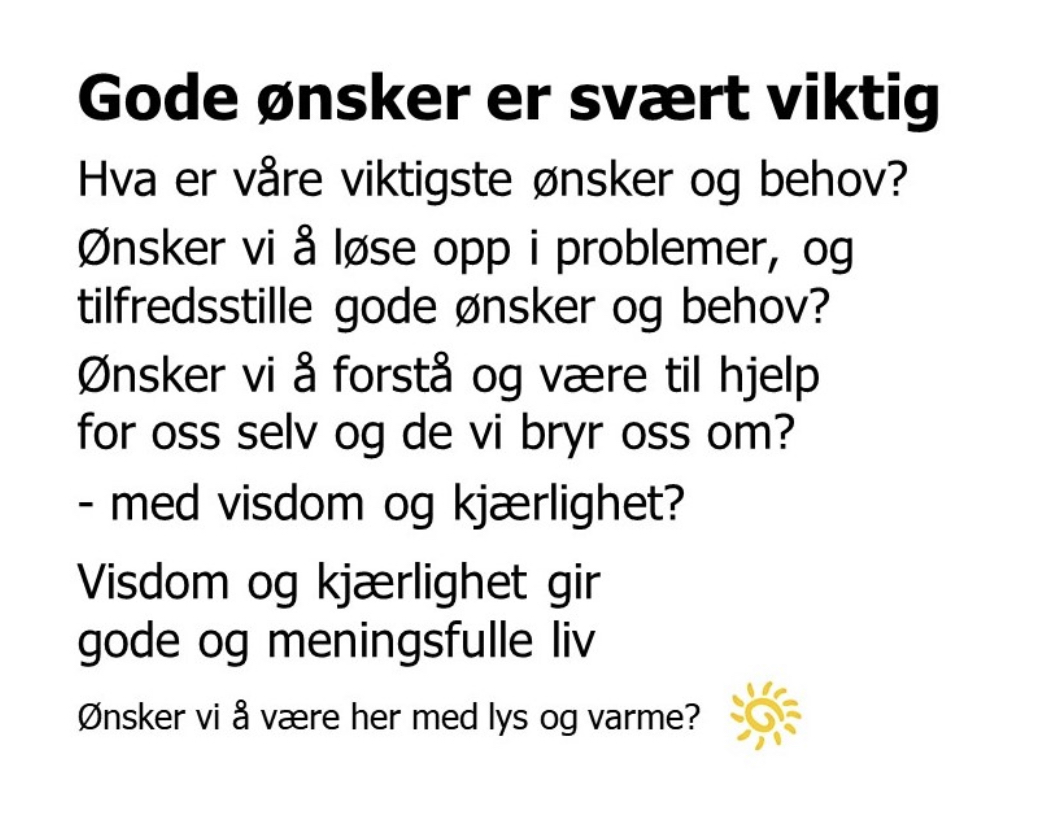 Gode ønsker er svært viktig
Hva er våre viktigste ønsker og behov?
Ønsker vi å løse opp i problemer, og
tilfredsstille gode ønsker og behov?
Ønsker vi å forstå og være til hjelp
for oss selv og de vi bryr oss om?
- med visdom og kjærlighet?
Visdom og kjærlighet gir
gode og meningsfulle liv
Ønsker vi å være her med lys og varme?